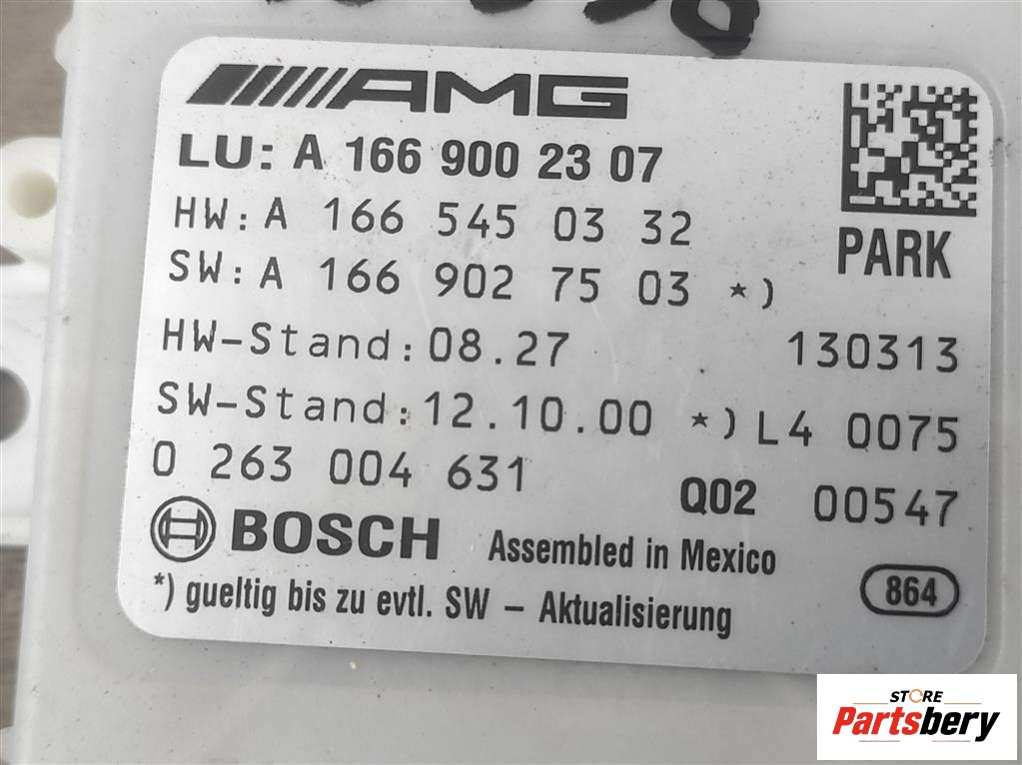 AMG
LU: A 166 900 23 07
HW: A 166 545 03 32
PARK
SW: A 166 902 75 03 *)
HW-Stand: 08.27 130313
SW-Stand: 12.10.00 *) L4 0075
0 263 004 631 Q02 00547
BOSCH Assembled in Mexico
864
*) gueltig bis zu evtl. SW – Aktualisierung
STORE
Partsbery